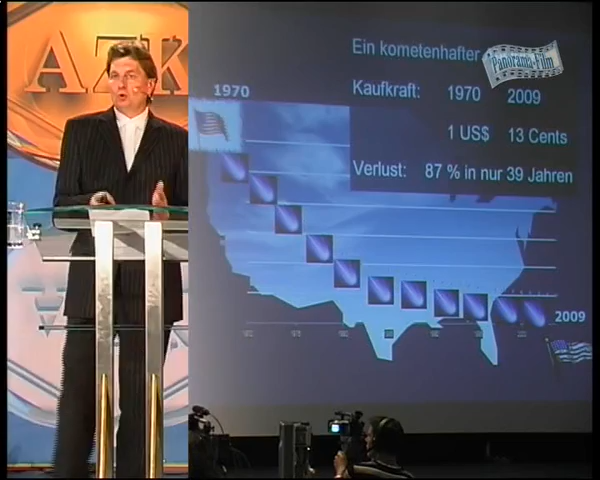 AZK
Ein kometenhafter
Panorama-Film
1970
Kaufkraft: 1970 2009
1 US$ 13 Cents
Verlust: 87 % in nur 39 Jahren
2009